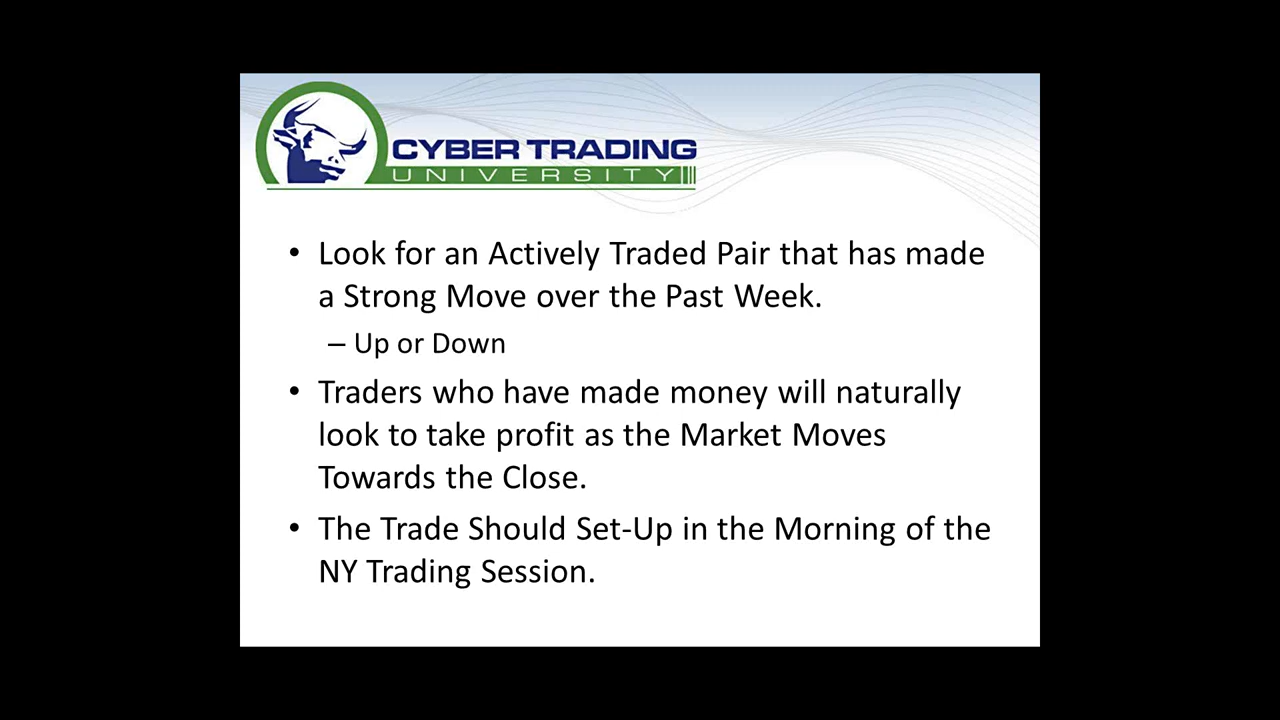 CYBER TRADING
UNIVERSITY
• Look for an Actively Traded Pair that has made
a Strong Move over the Past Week.
– Up or Down
• Traders who have made money will naturally
look to take profit as the Market Moves
Towards the Close.
• The Trade Should Set-Up in the Morning of the
NY Trading Session.